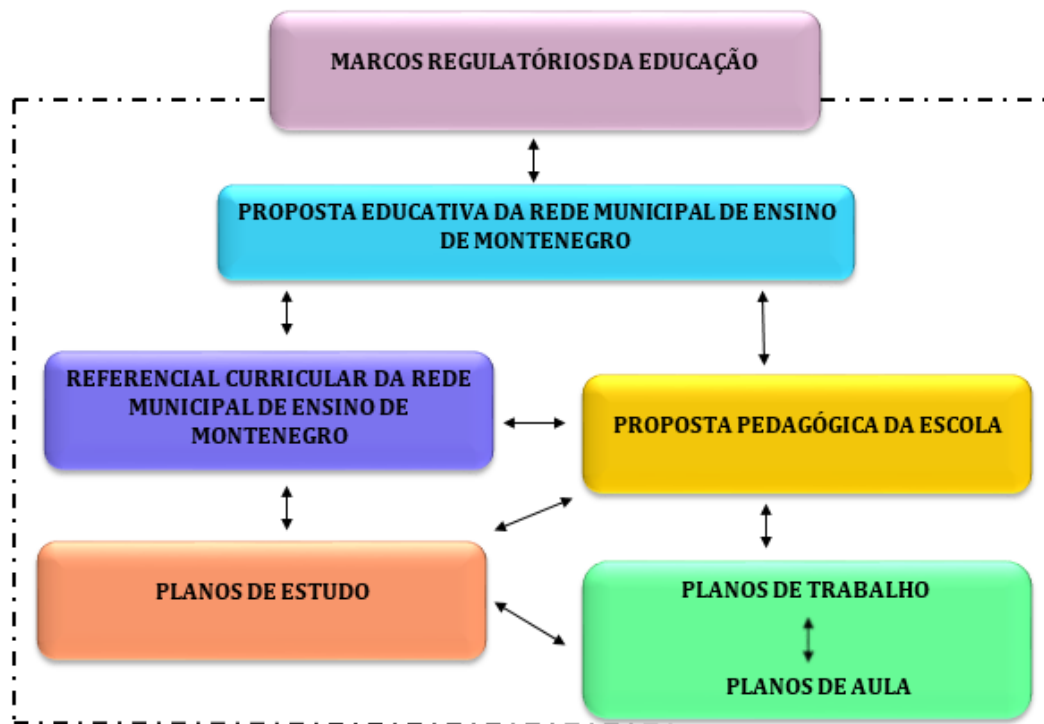 MARCOS REGULATÓRIOS DA EDUCAÇÃO
PROPOSTA EDUCATIVA DA REDE MUNICIPAL DE ENSINO
DE MONTENEGRO
REFERENCIAL CURRICULAR DA REDE
MUNICIPAL DE ENSINO DE
MONTENEGRO
PROPOSTA PEDAGÓGICA DA ESCOLA
PLANOS DE ESTUDO
PLANOS DE TRABALHO
PLANOS DE AULA